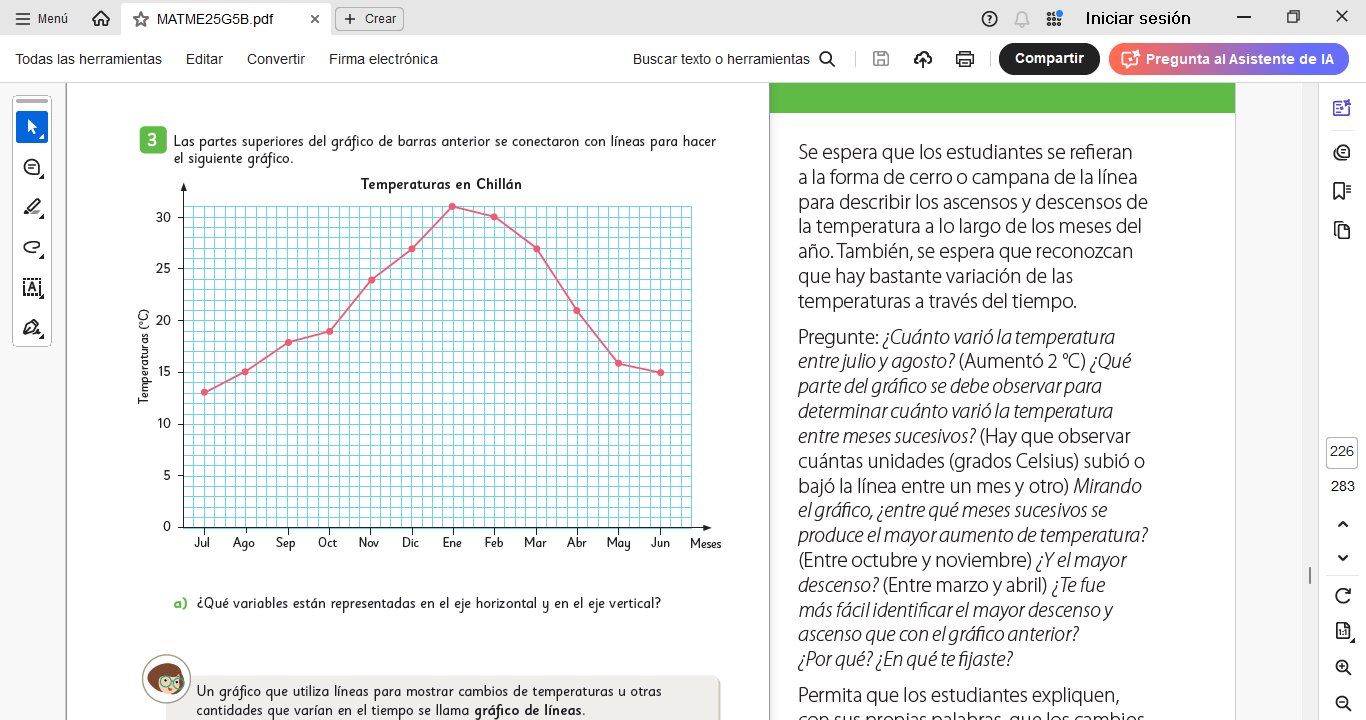 Menú
MATME25G5B.pdf
Crear
Iniciar sesión
Todas las herramientas
Editar
Convertir
Firma electrónica
Buscar texto o herramientas
Compartir
Pregunta al Asistente de IA
3 Las partes superiores del gráfico de barras anterior se conectaron con líneas para hacer
el siguiente gráfico.
Temperaturas en Chillán
Temperaturas (°C)
30
25
20
15
10
5
0
Jul Ago Sep Oct Nov Dic Ene Feb Mar Abr May Jun Meses
a) ¿Qué variables están representadas en el eje horizontal y en el eje vertical?
Un gráfico que utiliza líneas para mostrar cambios de temperaturas u otras
cantidades que varían en el tiempo se llama gráfico de líneas.
Se espera que los estudiantes se refieran
a la forma de cerro o campana de la línea
para describir los ascensos y descensos de
la temperatura a lo largo de los meses del
año. También, se espera que reconozcan
que hay bastante variación de las
temperaturas a través del tiempo.
Pregunte: ¿Cuánto varió la temperatura
entre julio y agosto? (Aumentó 2 °C) ¿Qué
parte del gráfico se debe observar para
determinar cuánto varió la temperatura
entre meses sucesivos? (Hay que observar
cuántas unidades (grados Celsius) subió o
bajó la línea entre un mes y otro) Mirando
el gráfico, ¿entre qué meses sucesivos se
produce el mayor aumento de temperatura?
(Entre octubre y noviembre) ¿Y el mayor
descenso? (Entre marzo y abril) ¿Te fue
más fácil identificar el mayor descenso y
ascenso que con el gráfico anterior?
¿Por qué? ¿En qué te fijaste?
Permita que los estudiantes expliquen,
con sus propias palabras, que los cambios
226
283
1:1